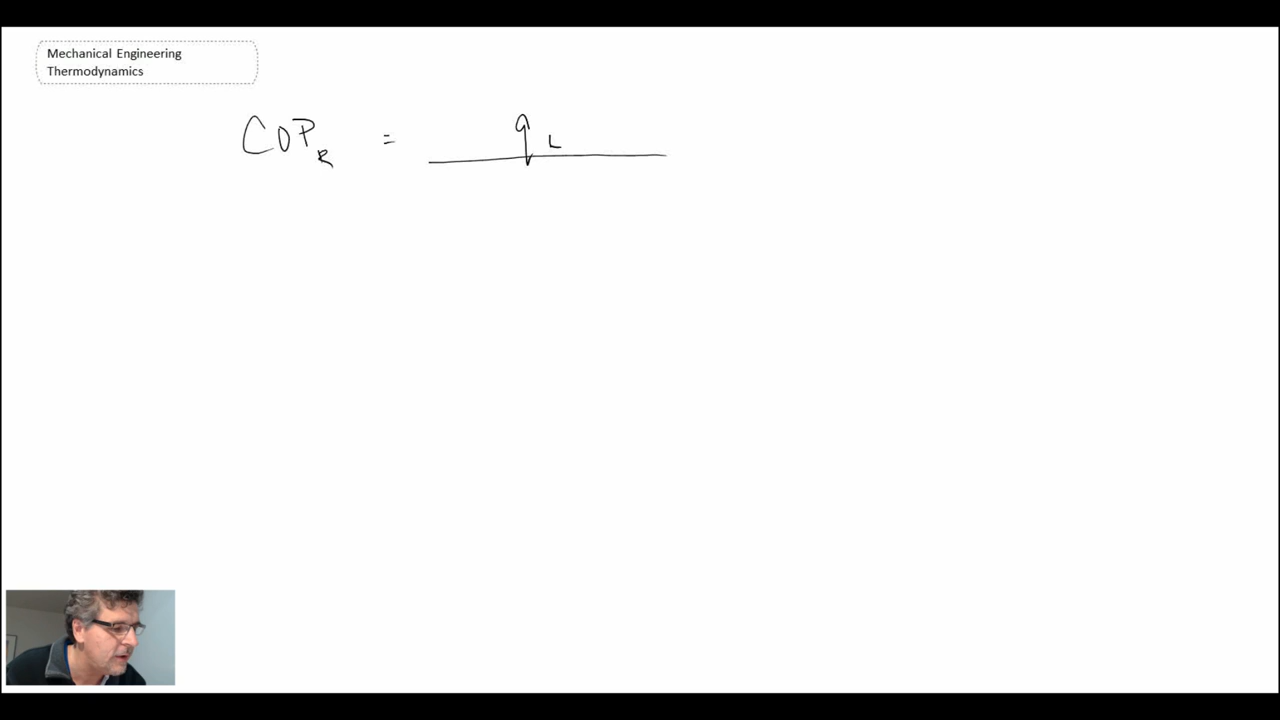 Mechanical Engineering
Thermodynamics
COP_R = q_L